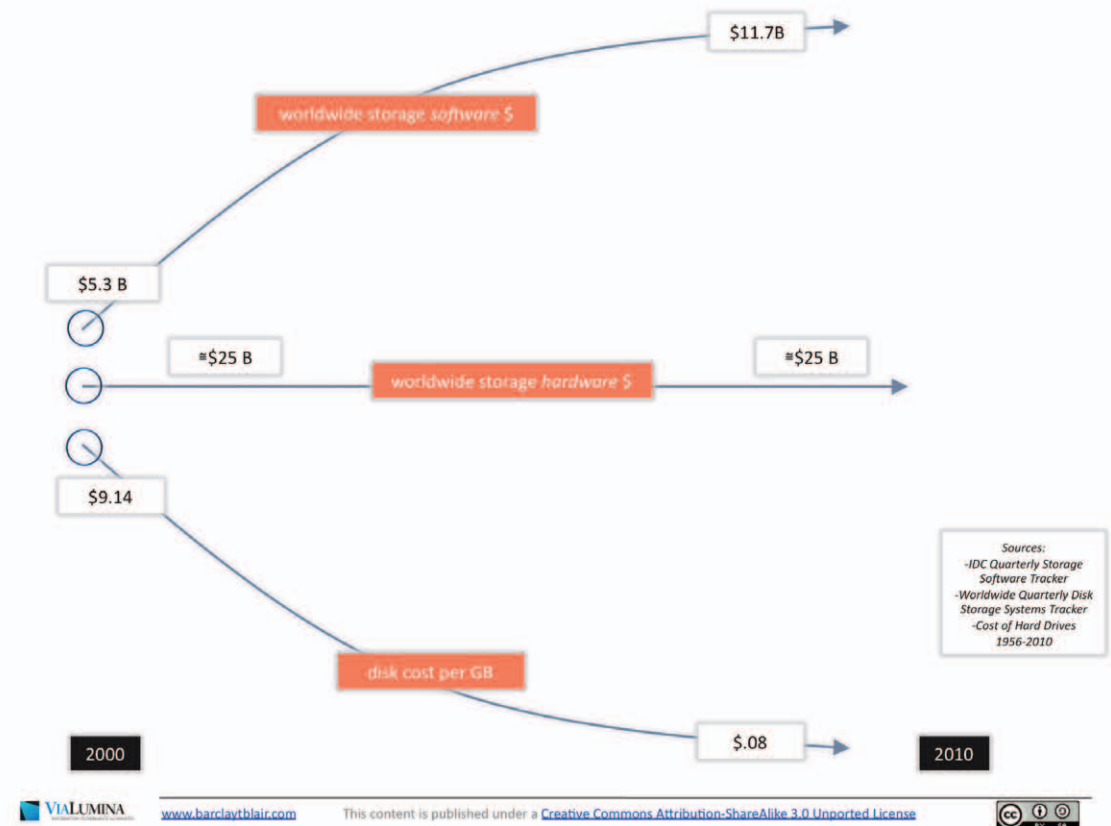 $11.7B
worldwide storage software $
$5.3 B
≅$25 B
≅$25 B
worldwide storage hardware $
$9.14
Sources:
-IDC Quarterly Storage
Software Tracker
-Worldwide Quarterly Disk
Storage Systems Tracker
-Cost of Hard Drives
1956-2010
disk cost per GB
$.08
2000
2010
VIALUMINA
www.barclaytblair.com
This content is published under a Creative Commons Attribution-ShareAlike 3.0 Unported License
cc